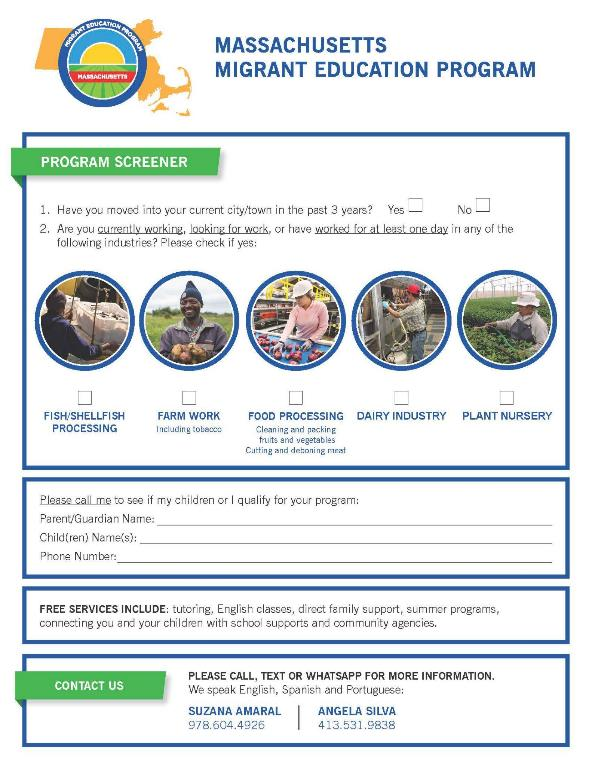 MIGRANT EDUCATION PROGRAM
MASSACHUSETTS
MASSACHUSETTS
MIGRANT EDUCATION PROGRAM
PROGRAM SCREENER
1. Have you moved into your current city/town in the past 3 years? Yes No
2. Are you currently working, looking for work, or have worked for at least one day in any of the
following industries? Please check if yes:
FISH/SHELLFISH
PROCESSING
FARM WORK
Including tobacco
FOOD PROCESSING
Cleaning and packing
fruits and vegetables
Cutting and deboning meat
DAIRY INDUSTRY
PLANT NURSERY
Please call me to see if my children or I qualify for your program:
Parent/Guardian Name:
Child(ren) Name(s):
Phone Number:
FREE SERVICES INCLUDE: tutoring, English classes, direct family support, summer programs,
connecting you and your children with school supports and community agencies.
CONTACT US
PLEASE CALL, TEXT OR WHATSAPP FOR MORE INFORMATION.
We speak English, Spanish and Portuguese:
SUZANA AMARAL
978.604.4926
ANGELA SILVA
413.531.9838